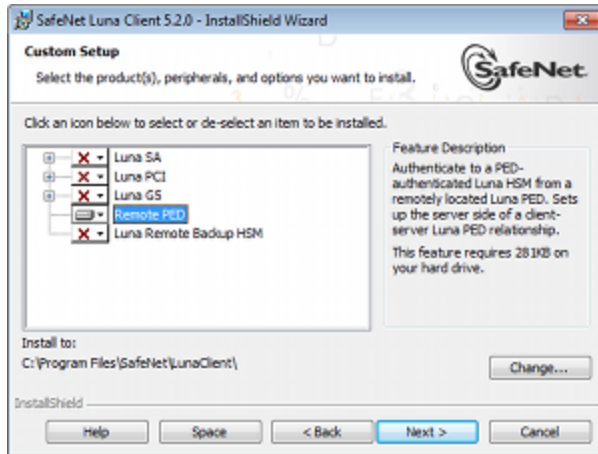 SafeNet Luna Client 5.2.0 - InstallShield Wizard
Custom Setup
Select the product(s), peripherals, and options you want to install.
SafeNet.
Click an icon below to select or de-select an item to be installed.
Luna SA
Luna PCI
Luna G5
Remote PED
Luna Remote Backup HSM
Feature Description
Authenticate to a PED-
authenticated Luna HSM from a
remotely located Luna PED. Sets
up the server side of a client-
server Luna PED relationship.
This feature requires 281KB on
your hard drive.
Install to:
C:\Program Files\SafeNet\LunaClient\
Change...
InstallShield
Help
Space
< Back
Next >
Cancel